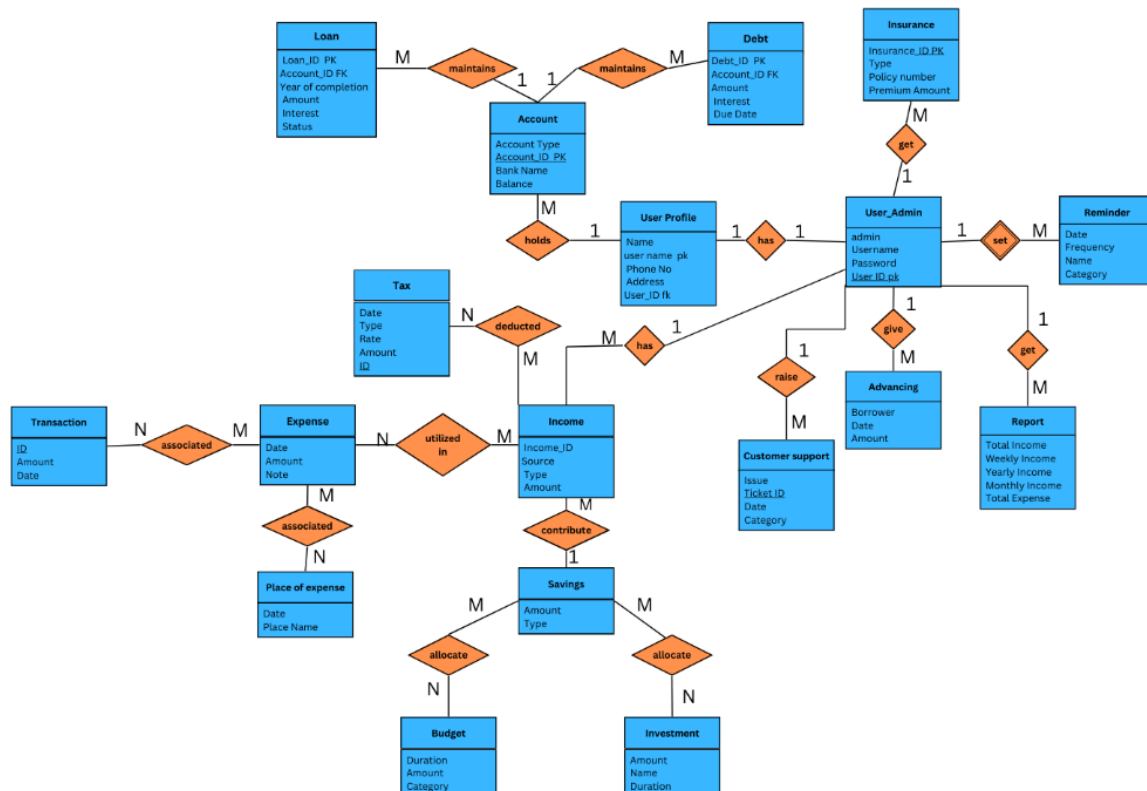 Loan
Loan_ID PK
Account_ID FK
Year of completion
Amount
Interest
Status
M
maintains
1
1
maintains
M
Debt
Debt_ID PK
Account_ID FK
Amount
Interest
Due Date
Insurance
Insurance_ID PK
Type
Policy number
Premium Amount
M
get
1
Account
Account Type
Account_ID PK
Bank Name
Balance
M
holds
1
User Profile
Name
user name pk
Phone No
Address
User_ID fk
1
has
1
User_Admin
admin
Username
Password
User ID pk
1
set
M
Reminder
Date
Frequency
Name
Category
Tax
Date
Type
Rate
Amount
ID
N
deducted
M
M
has
1
1
raise
M
1
give
M
1
get
M
Advancing
Borrower
Date
Amount
Report
Total Income
Weekly Income
Yearly Income
Monthly Income
Total Expense
Customer support
Issue
Ticket ID
Date
Category
Transaction
ID
Amount
Date
N
associated
M
Expense
Date
Amount
Note
N
utilized
in
M
Income
Income_ID
Source
Type
Amount
M
associated
N
Place of expense
Date
Place Name
M
contribute
1
Savings
Amount
Type
M
allocate
N
M
allocate
N
Budget
Duration
Amount
Category
Investment
Amount
Name
Duration